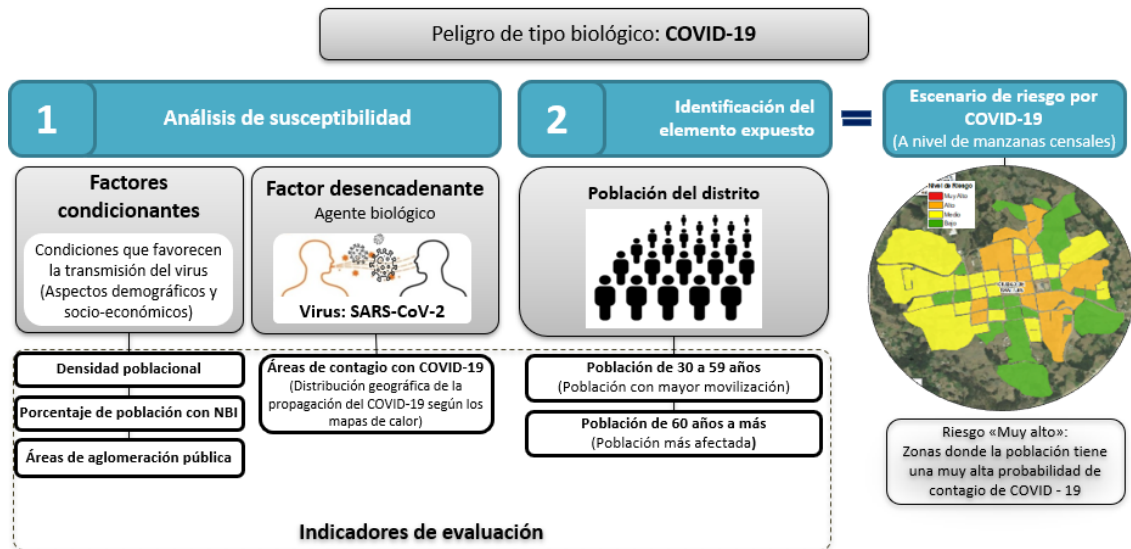 Peligro de tipo biológico: COVID-19
1
Análisis de susceptibilidad
2
Identificación del
elemento expuesto
Escenario de riesgo por
COVID-19
(A nivel de manzanas censales)
Factores
condicionantes
Condiciones que favorecen
la transmisión del virus
(Aspectos demográficos y
socio-económicos)
Factor desencadenante
Agente biológico
Virus: SARS-CoV-2
Población del distrito
Nivel de Riesgo
Muy Alto
Alto
Medio
Bajo
Densidad poblacional
Porcentaje de población con NBI
Áreas de aglomeración pública
Áreas de contagio con COVID-19
(Distribución geográfica de la
propagación del COVID-19 según los
mapas de calor)
Población de 30 a 59 años
(Población con mayor movilización)
Población de 60 años a más
(Población más afectada)
Riesgo «Muy alto»:
Zonas donde la población tiene
una muy alta probabilidad de
contagio de COVID - 19
Indicadores de evaluación